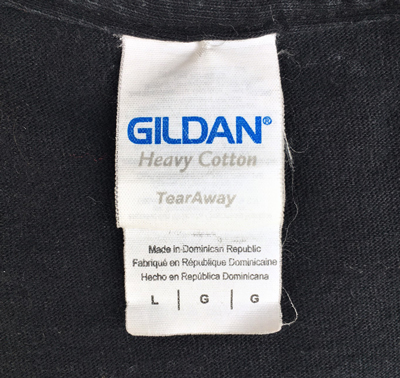 GILDAN®
Heavy Cotton
TearAway
Made in Dominican Republic
Fabriqué en République Dominicaine
Hecho en República Dominicana
L | G | G